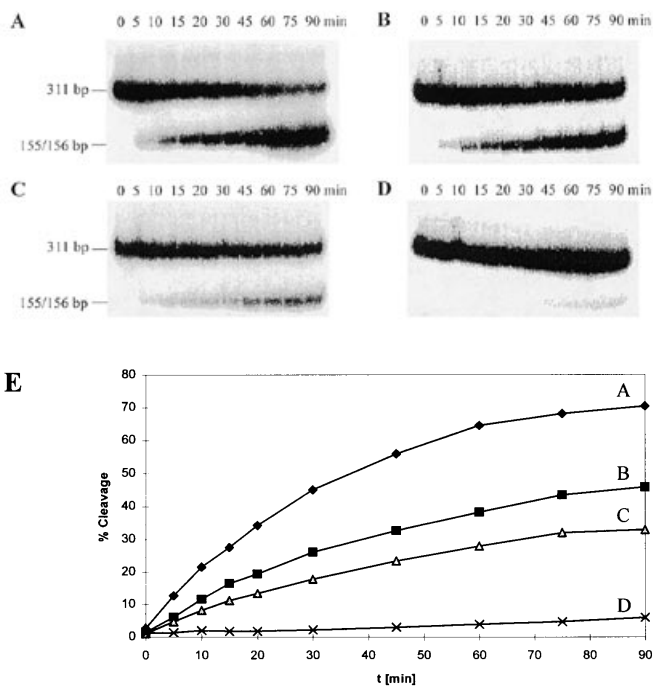 A 0 5 10 15 20 30 45 60 75 90 min
311 bp
155/156 bp
B 0 5 10 15 20 30 45 60 75 90 min
C 0 5 10 15 20 30 45 60 75 90 min
311 bp
155/156 bp
D 0 5 10 15 20 30 45 60 75 90 min
E
80
70
60
50
40
30
20
10
0
% Cleavage
A
B
C
D
0 10 20 30 40 50 60 70 80 90
t [min]